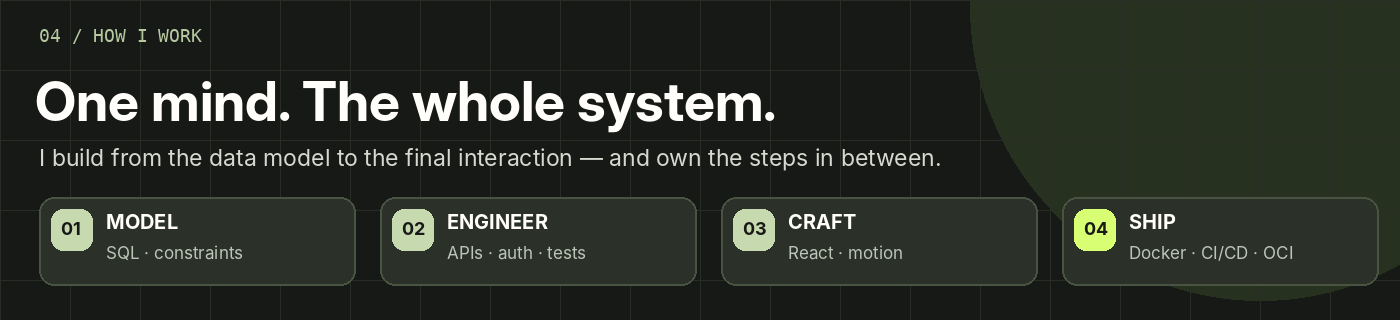 04 / HOW I WORK
One mind. The whole system.
I build from the data model to the final interaction — and own the steps in between.
01 MODEL
SQL · constraints
02 ENGINEER
APIs · auth · tests
03 CRAFT
React · motion
04 SHIP
Docker · CI/CD · OCI